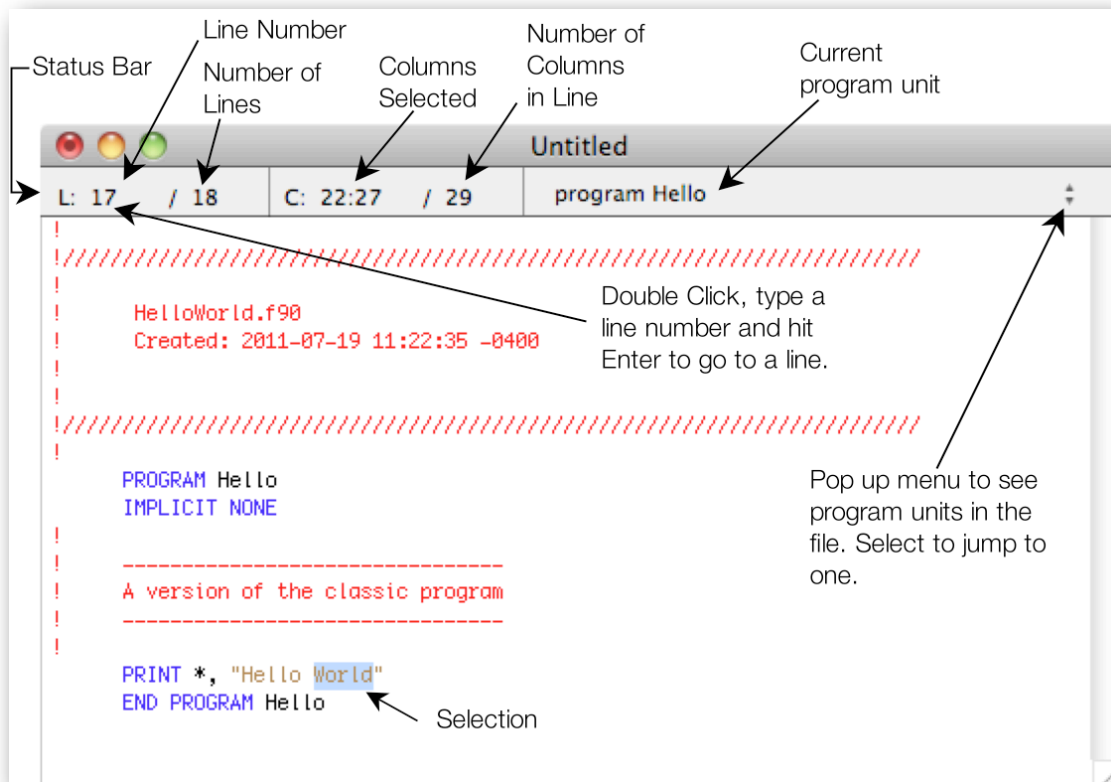 Status Bar
Line Number
Number of
Lines
Columns
Selected
Number of
Columns
in Line
Current
program unit
Untitled
L: 17 / 18 C: 22:27 / 29 program Hello
!
!////////////////////////////////////////////////////////////////////////
!
! HelloWorld.f90
! Created: 2011-07-19 11:22:35 -0400
!
!
!////////////////////////////////////////////////////////////////////////
!
PROGRAM Hello
IMPLICIT NONE
!
! --------------------------------
! A version of the classic program
! --------------------------------
!
PRINT *, "Hello World"
END PROGRAM Hello
Double Click, type a
line number and hit
Enter to go to a line.
Pop up menu to see
program units in the
file. Select to jump to
one.
Selection